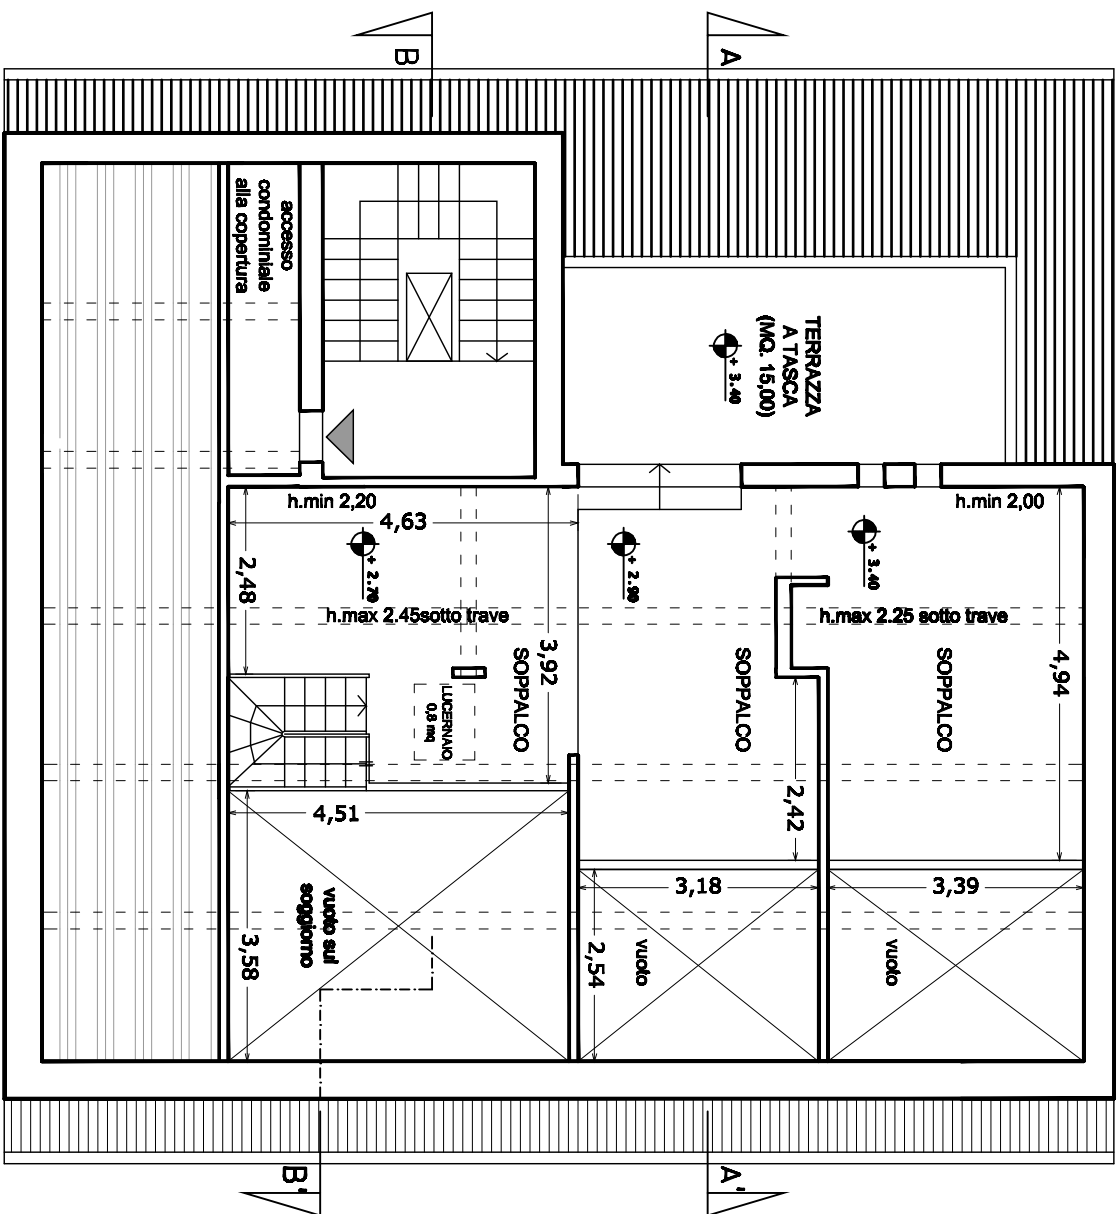 B
A
accesso
condominiale
alla copertura
TERRAZZA
A TASCA
(MQ. 15,00)
+ 3.40
h.min 2,20
h.min 2,00
4,63
+ 2.70
+ 2.90
+ 3.40
2,48
h.max 2.45sotto trave
h.max 2.25 sotto trave
3,92
4,94
SOPPALCO
SOPPALCO
SOPPALCO
LUCERNAIO
0,8 mq
2,42
4,51
3,18
3,39
vuoto sul
soggiorno
3,58
2,54
vuoto
vuoto
B'
A'